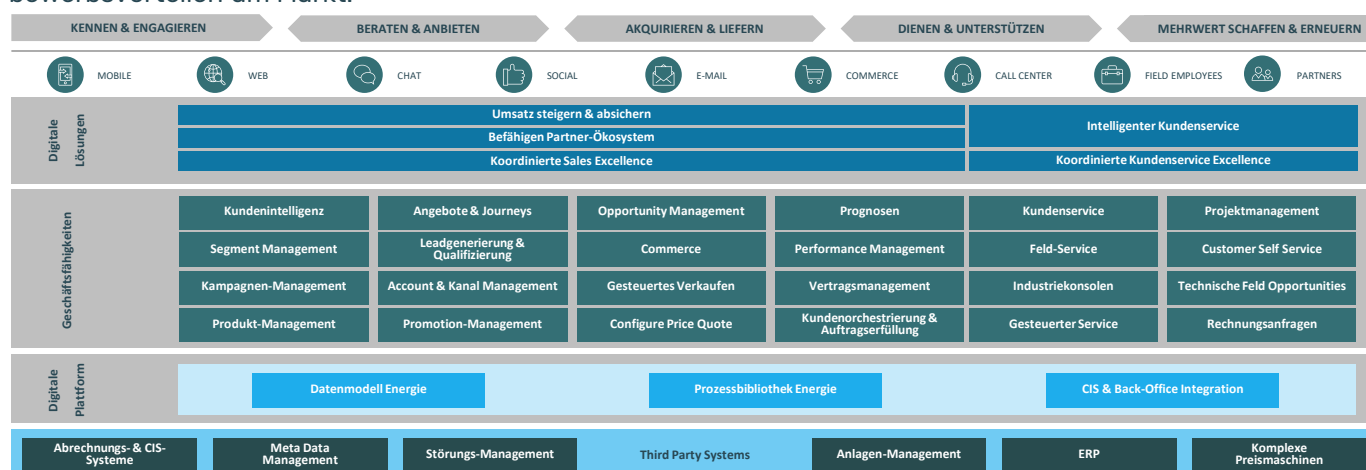 KENNEN & ENGAGIEREN
BERATEN & ANBIETEN
AKQUIRIEREN & LIEFERN
DIENEN & UNTERSTÜTZEN
MEHRWERT SCHAFFEN & ERNEUERN
MOBILE
WEB
CHAT
SOCIAL
E-MAIL
COMMERCE
CALL CENTER
FIELD EMPLOYEES
PARTNERS
Digitale
Lösungen
Umsatz steigern & absichern
Befähigen Partner-Ökosystem
Koordinierte Sales Excellence
Intelligenter Kundenservice
Koordinierte Kundenservice Excellence
Geschäftsfähigkeiten
Kundenintelligenz
Angebote & Journeys
Opportunity Management
Prognosen
Kundenservice
Projektmanagement
Segment Management
Leadgenerierung &
Qualifizierung
Commerce
Performance Management
Feld-Service
Customer Self Service
Kampagnen-Management
Account & Kanal Management
Gesteuertes Verkaufen
Vertragsmanagement
Industriekonsolen
Technische Feld Opportunities
Produkt-Management
Promotion-Management
Configure Price Quote
Kundenorchestrierung &
Auftragserfüllung
Gesteuerter Service
Rechnungsanfragen
Digitale
Plattform
Datenmodell Energie
Prozessbibliothek Energie
CIS & Back-Office Integration
Abrechnungs- & CIS-
Systeme
Meta Data
Management
Störungs-Management
Third Party Systems
Anlagen-Management
ERP
Komplexe
Preismaschinen